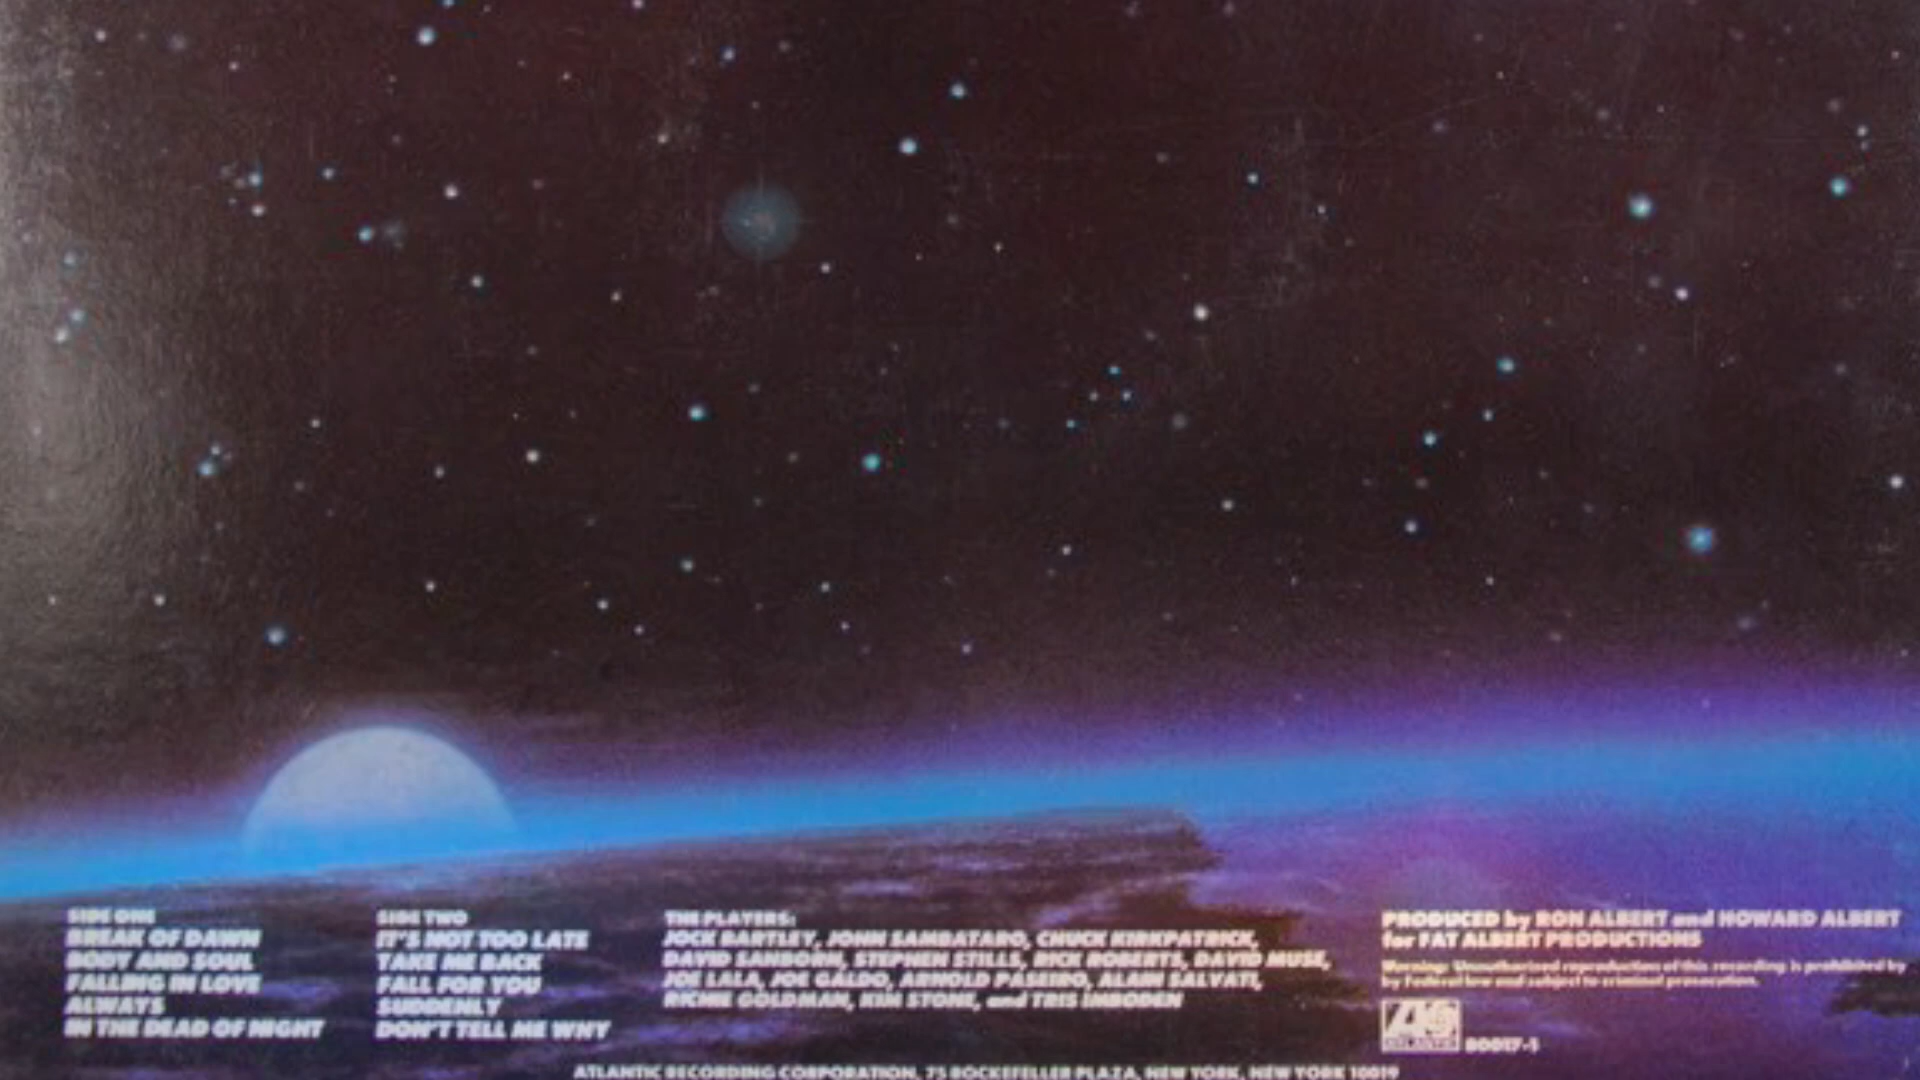 SIDE ONE
BREAK OF DAWN
BODY AND SOUL
FALLING IN LOVE
ALWAYS
IN THE DEAD OF NIGHT
SIDE TWO
IT'S NOT TOO LATE
TAKE ME BACK
FALL FOR YOU
SUDDENLY
DON'T TELL ME WHY
THE PLAYERS:
JOCK BARTLEY, JOHN SAMBATARO, CHUCK KIRKPATRICK,
DAVID SANBORN, STEPHEN STILLS, RICK ROBERTS, DAVID MUSE,
JOE LALA, JOE GALDO, ARNOLD PASEIRO, ALAIN SALVATI,
RICHIE GOLDMAN, KIM STONE, and TRIS IMBODEN
PRODUCED by RON ALBERT and HOWARD ALBERT
for FAT ALBERT PRODUCTIONS
Warning: Unauthorized reproduction of this recording is prohibited by
by Federal law and subject to criminal prosecution.
ATLANTIC
80017-1
ATLANTIC RECORDING CORPORATION, 75 ROCKEFELLER PLAZA, NEW YORK, NEW YORK 10019